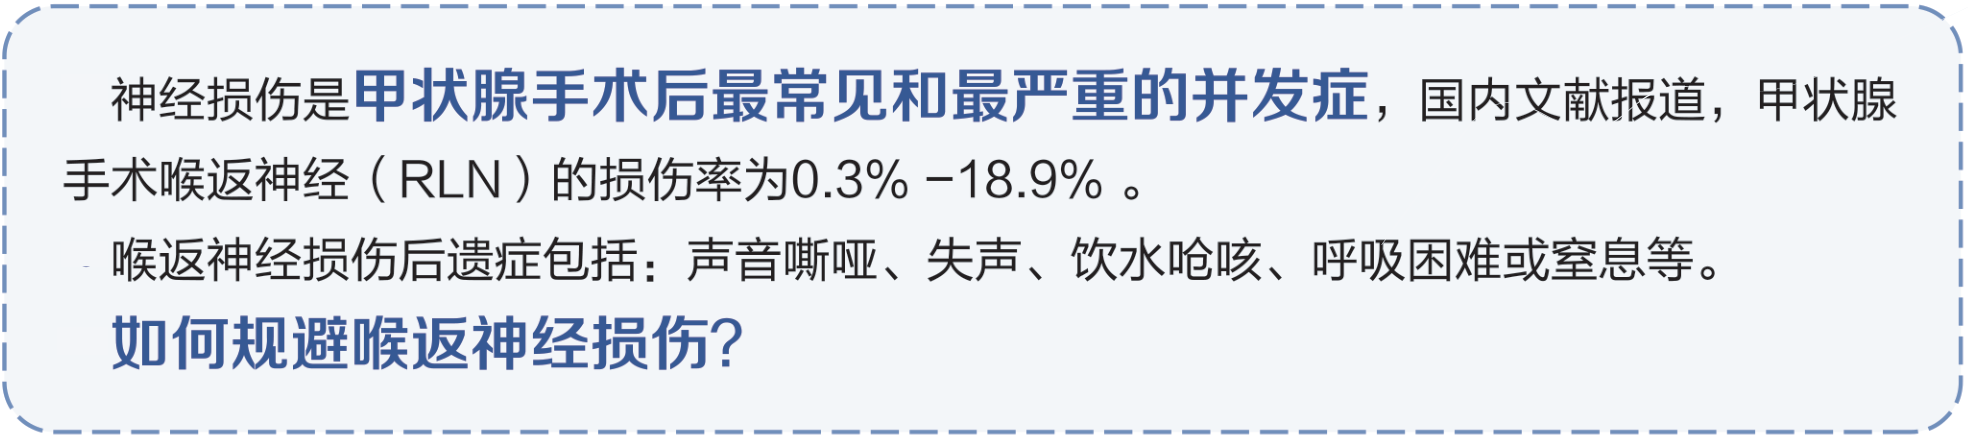 神经损伤是甲状腺手术后最常见和最严重的并发症，国内文献报道，甲状腺
手术喉返神经（RLN）的损伤率为0.3% –18.9% 。
喉返神经损伤后遗症包括：声音嘶哑、失声、饮水呛咳、呼吸困难或窒息等。
如何规避喉返神经损伤?